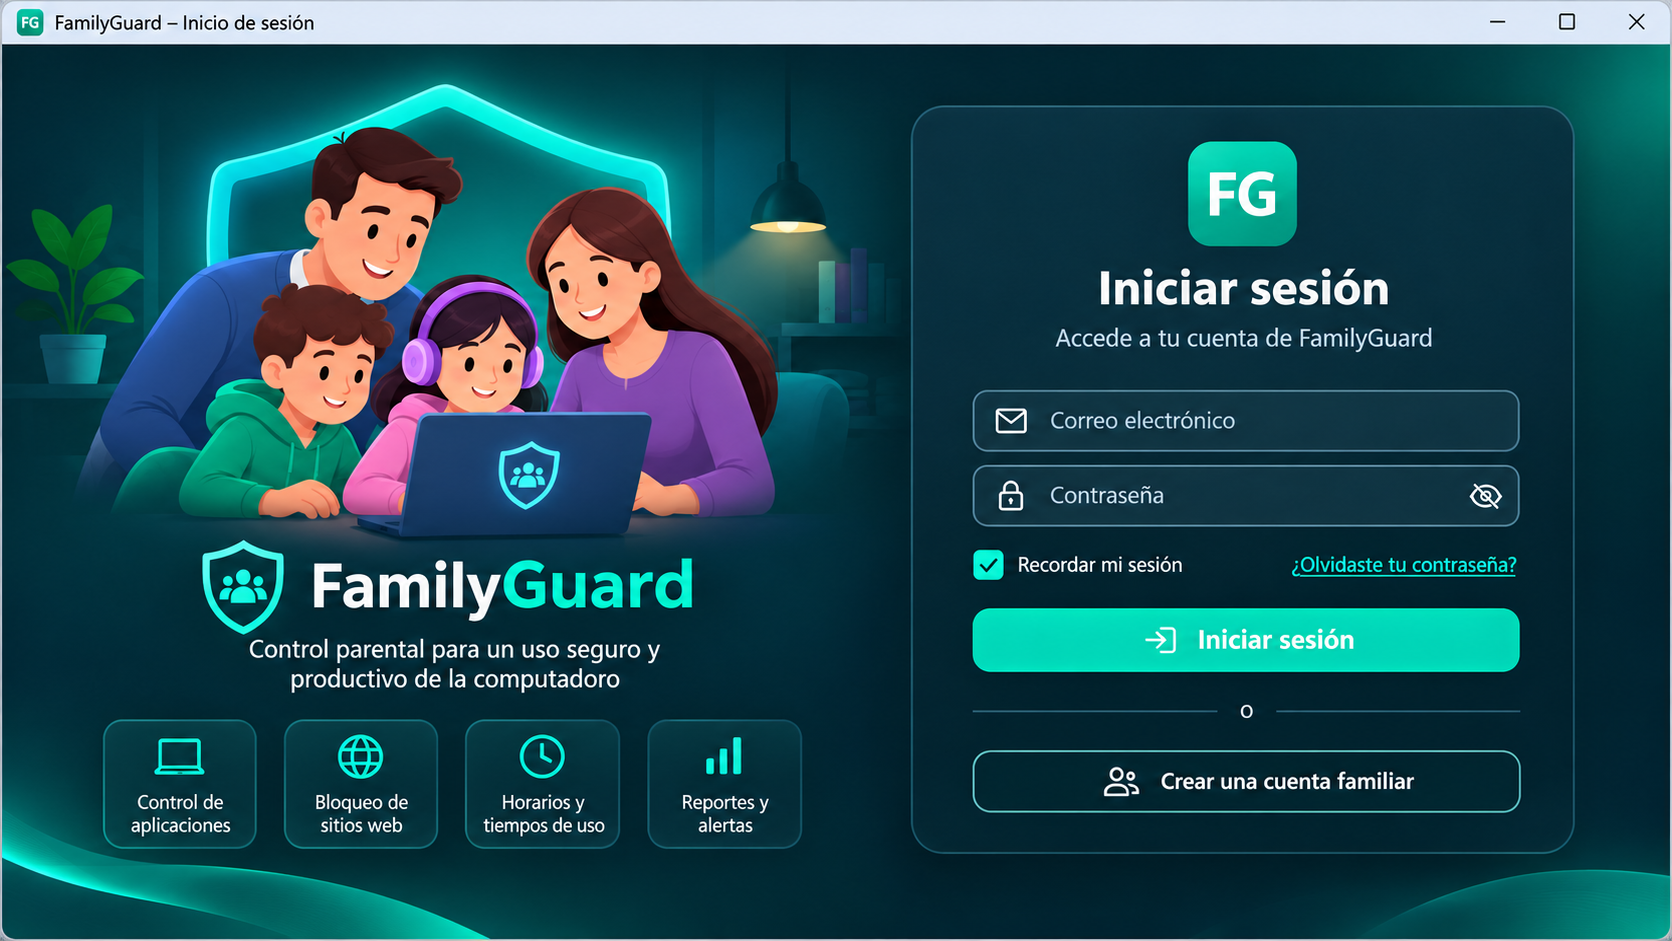 FG FamilyGuard – Inicio de sesión
FamilyGuard
Control parental para un uso seguro y
productivo de la computadoro
Control de
aplicaciones
Bloqueo de
sitios web
Horarios y
tiempos de uso
Reportes y
alertas
FG
Iniciar sesión
Accede a tu cuenta de FamilyGuard
Correo electrónico
Contraseña
Recordar mi sesión
¿Olvidaste tu contraseña?
Iniciar sesión
O
Crear una cuenta familiar